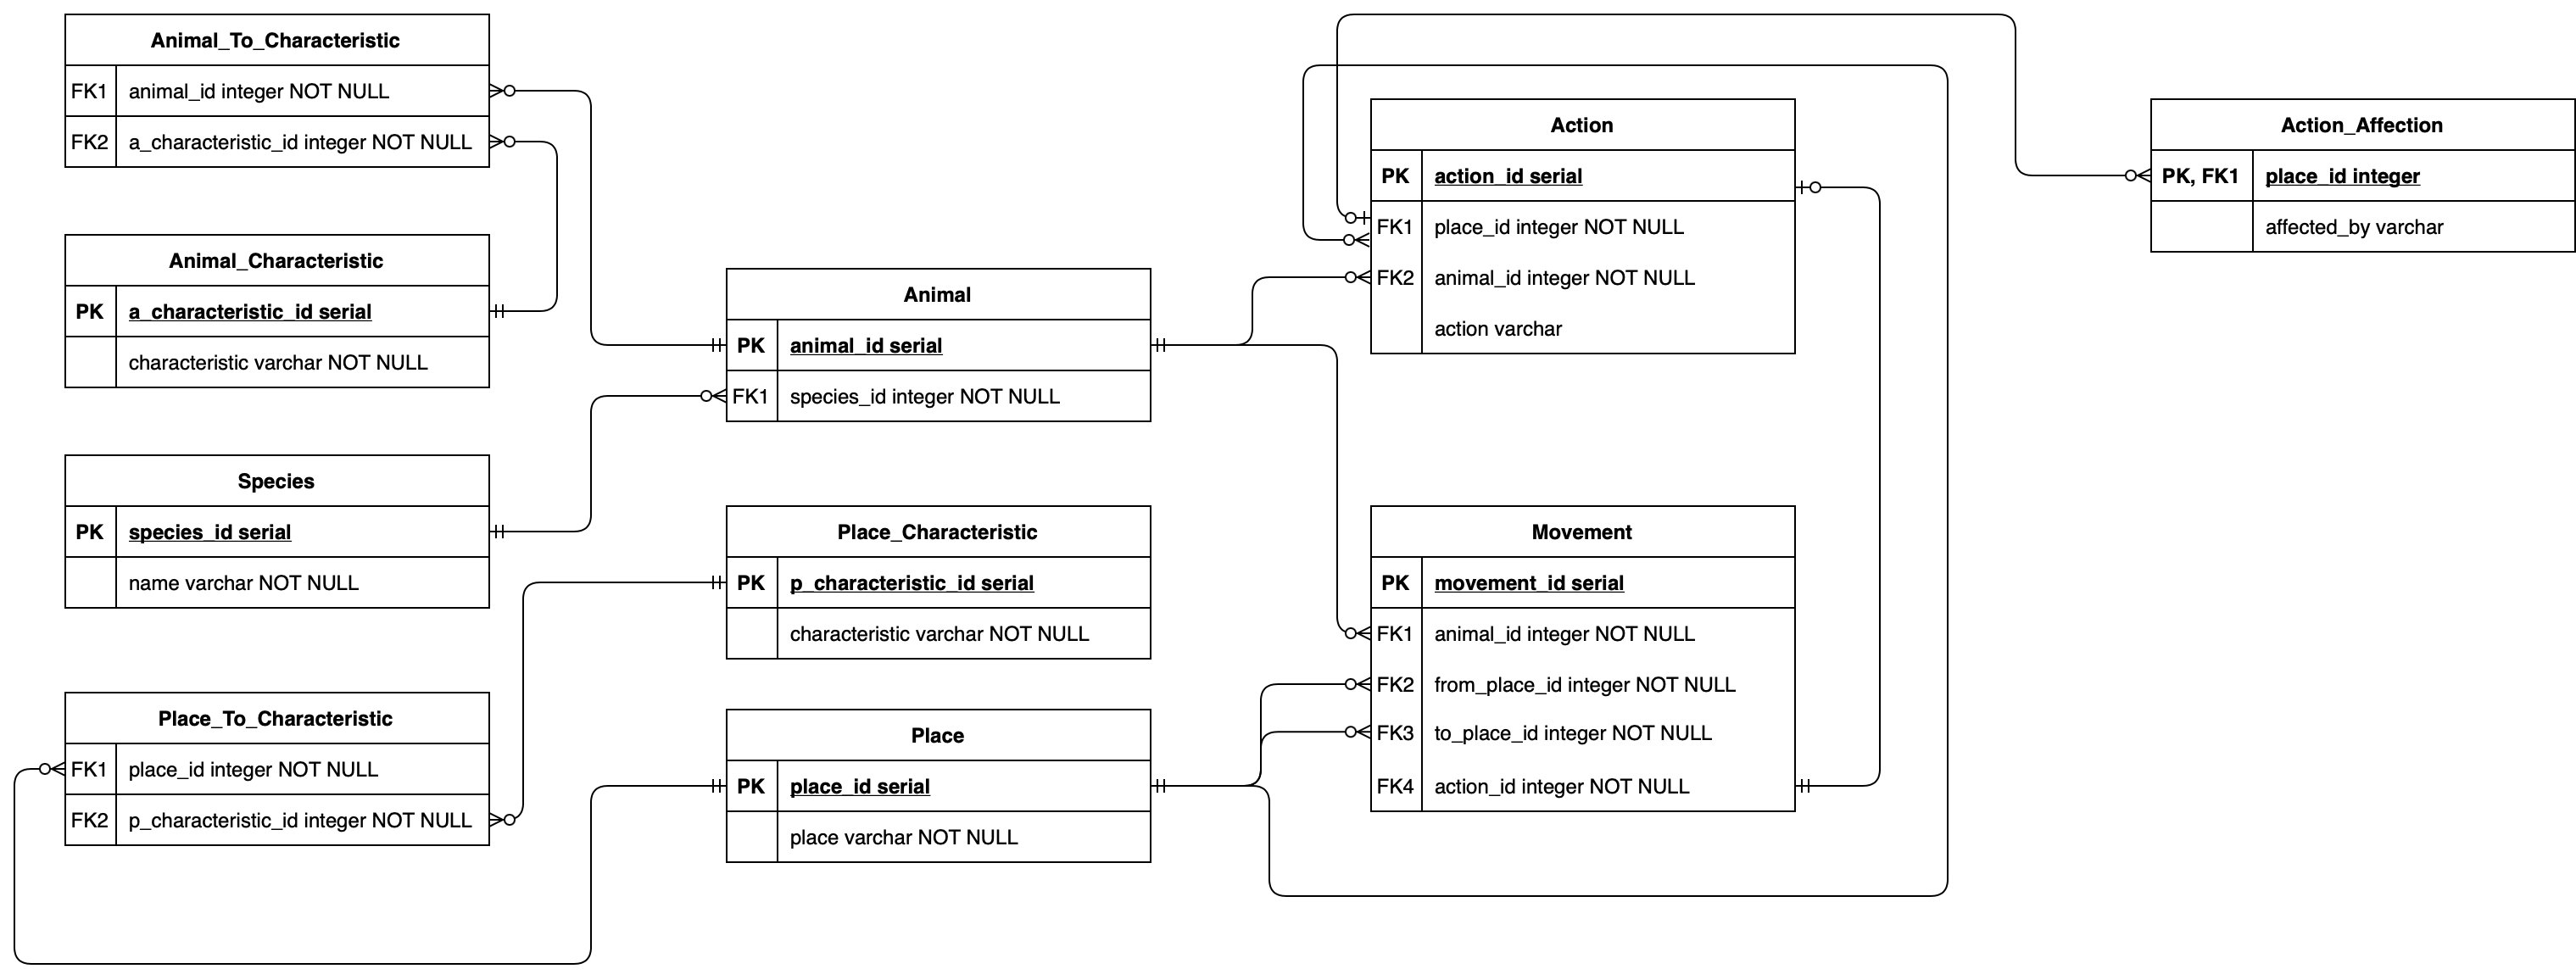 Animal_To_Characteristic
FK1 animal_id integer NOT NULL
FK2 a_characteristic_id integer NOT NULL
Animal_Characteristic
PK a_characteristic_id serial
characteristic varchar NOT NULL
Species
PK species_id serial
name varchar NOT NULL
Place_To_Characteristic
FK1 place_id integer NOT NULL
FK2 p_characteristic_id integer NOT NULL
Animal
PK animal_id serial
FK1 species_id integer NOT NULL
Place_Characteristic
PK p_characteristic_id serial
characteristic varchar NOT NULL
Place
PK place_id serial
place varchar NOT NULL
Action
PK action_id serial
FK1 place_id integer NOT NULL
FK2 animal_id integer NOT NULL
action varchar
Movement
PK movement_id serial
FK1 animal_id integer NOT NULL
FK2 from_place_id integer NOT NULL
FK3 to_place_id integer NOT NULL
FK4 action_id integer NOT NULL
Action_Affection
PK, FK1 place_id integer
affected_by varchar